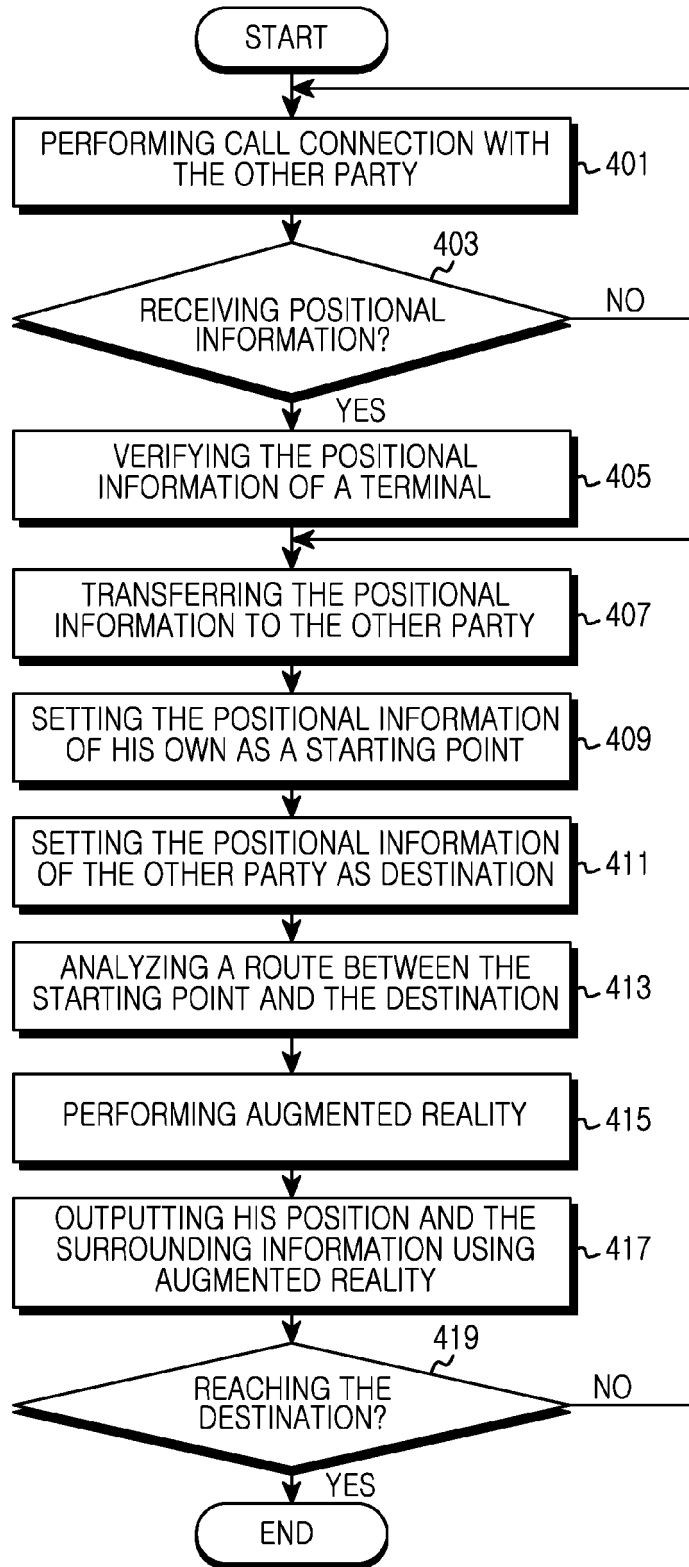 START
PERFORMING CALL CONNECTION WITH
THE OTHER PARTY
401
403
RECEIVING POSITIONAL
INFORMATION?
NO
YES
VERIFYING THE POSITIONAL
INFORMATION OF A TERMINAL
405
TRANSFERRING THE POSITIONAL
INFORMATION TO THE OTHER PARTY
407
SETTING THE POSITIONAL INFORMATION
OF HIS OWN AS A STARTING POINT
409
SETTING THE POSITIONAL INFORMATION
OF THE OTHER PARTY AS DESTINATION
411
ANALYZING A ROUTE BETWEEN THE
STARTING POINT AND THE DESTINATION
413
PERFORMING AUGMENTED REALITY
415
OUTPUTTING HIS POSITION AND THE
SURROUNDING INFORMATION USING
AUGMENTED REALITY
417
419
REACHING THE
DESTINATION?
NO
YES
END